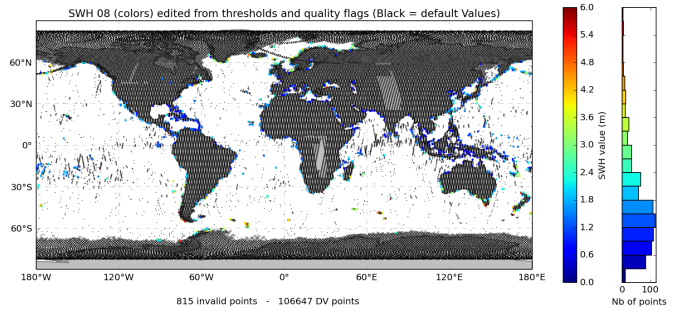 SWH 08 (colors) edited from thresholds and quality flags (Black = default Values)
60°N
30°N
0°
30°S
60°S
180°W
120°W
60°W
0°
60°E
120°E
180°E
815 invalid points - 106647 DV points
6.0
5.4
4.8
4.2
3.6
3.0
2.4
1.8
1.2
0.6
0.0
SWH value (m)
0
100
Nb of points